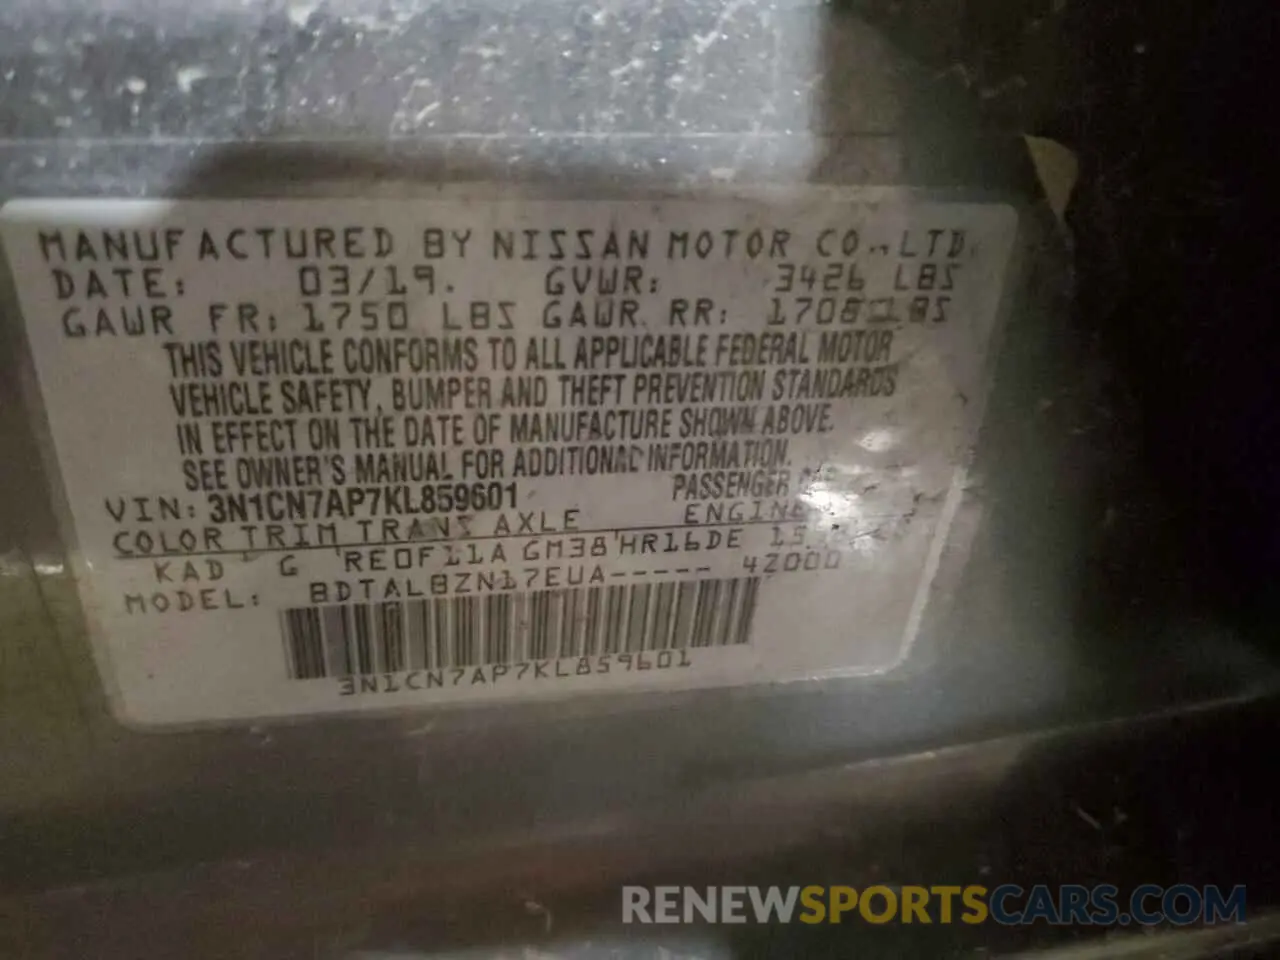 MANUFACTURED BY NISSAN MOTOR CO., LTD.
DATE: 03/19. GVWR: 3426 LBS
GAWR FR: 1750 LBS GAWR RR: 1708 LBS
THIS VEHICLE CONFORMS TO ALL APPLICABLE FEDERAL MOTOR
VEHICLE SAFETY, BUMPER AND THEFT PREVENTION STANDARDS
IN EFFECT ON THE DATE OF MANUFACTURE SHOWN ABOVE.
SEE OWNER'S MANUAL FOR ADDITIONAL INFORMATION.
VIN: 3N1CN7AP7KL859601 PASSENGER
COLOR TRIM TRANS AXLE ENGINE
KAD G RE0F11A GM38 HR16DE
MODEL: BDTALBZN17EUA----- 42000
3N1CN7AP7KL859601
RENEWSPORTSCARS.COM